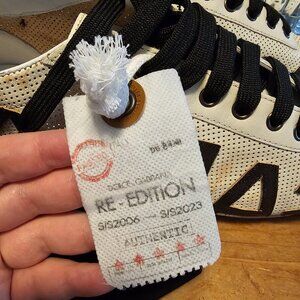 DOLCE & GABBANA
RE-EDITION
S/S2006 — S/S2023
AUTHENTIC